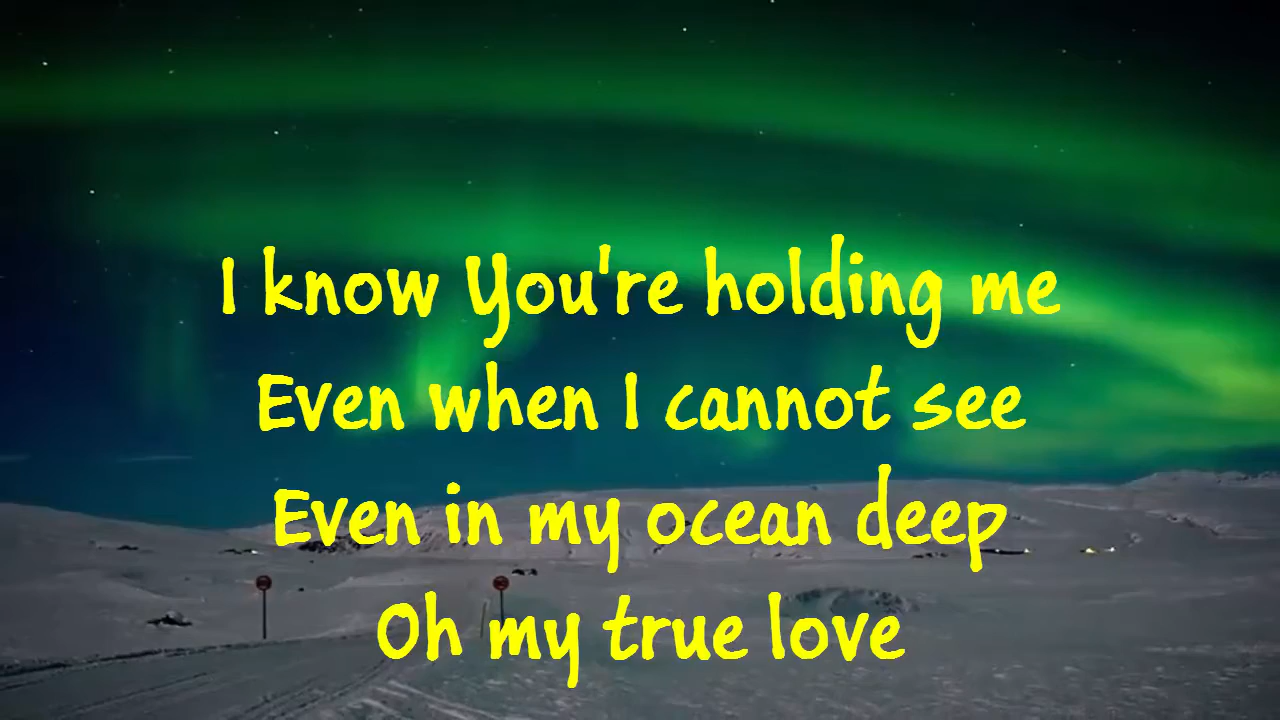 I know You're holding me
Even when I cannot see
Even in my ocean deep
Oh my true love